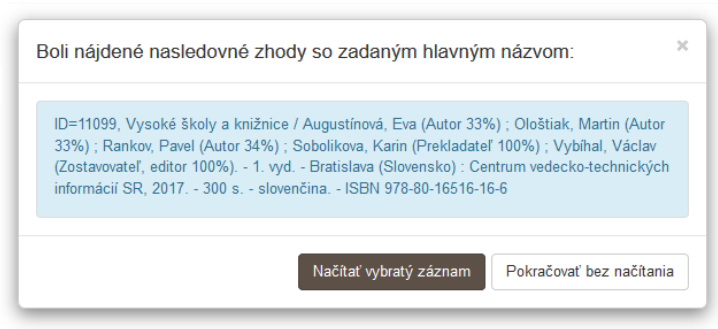 Boli nájdené nasledovné zhody so zadaným hlavným názvom:
×
ID=11099, Vysoké školy a knižnice / Augustínová, Eva (Autor 33%) ; Ološtiak, Martin (Autor
33%) ; Rankov, Pavel (Autor 34%) ; Sobolikova, Karin (Prekladateľ 100%) ; Vybíhal, Václav
(Zostavovateľ, editor 100%). - 1. vyd. - Bratislava (Slovensko) : Centrum vedecko-technických
informácií SR, 2017. - 300 s. - slovenčina. - ISBN 978-80-16516-16-6
Načítať vybratý záznam
Pokračovať bez načítania